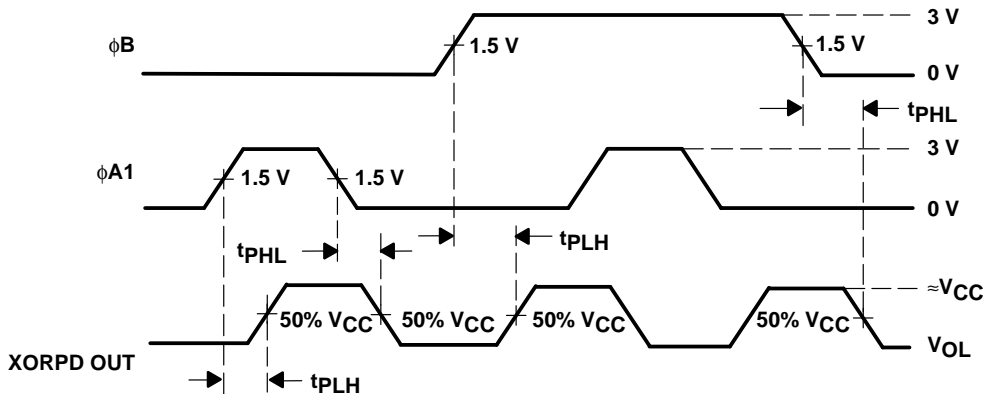 3 V
ϕB
1.5 V
1.5 V
0 V
tPHL
3 V
ϕA1
1.5 V
1.5 V
0 V
tPHL
tPLH
≈VCC
50% VCC
50% VCC
50% VCC
50% VCC
VOL
XORPD OUT
tPLH